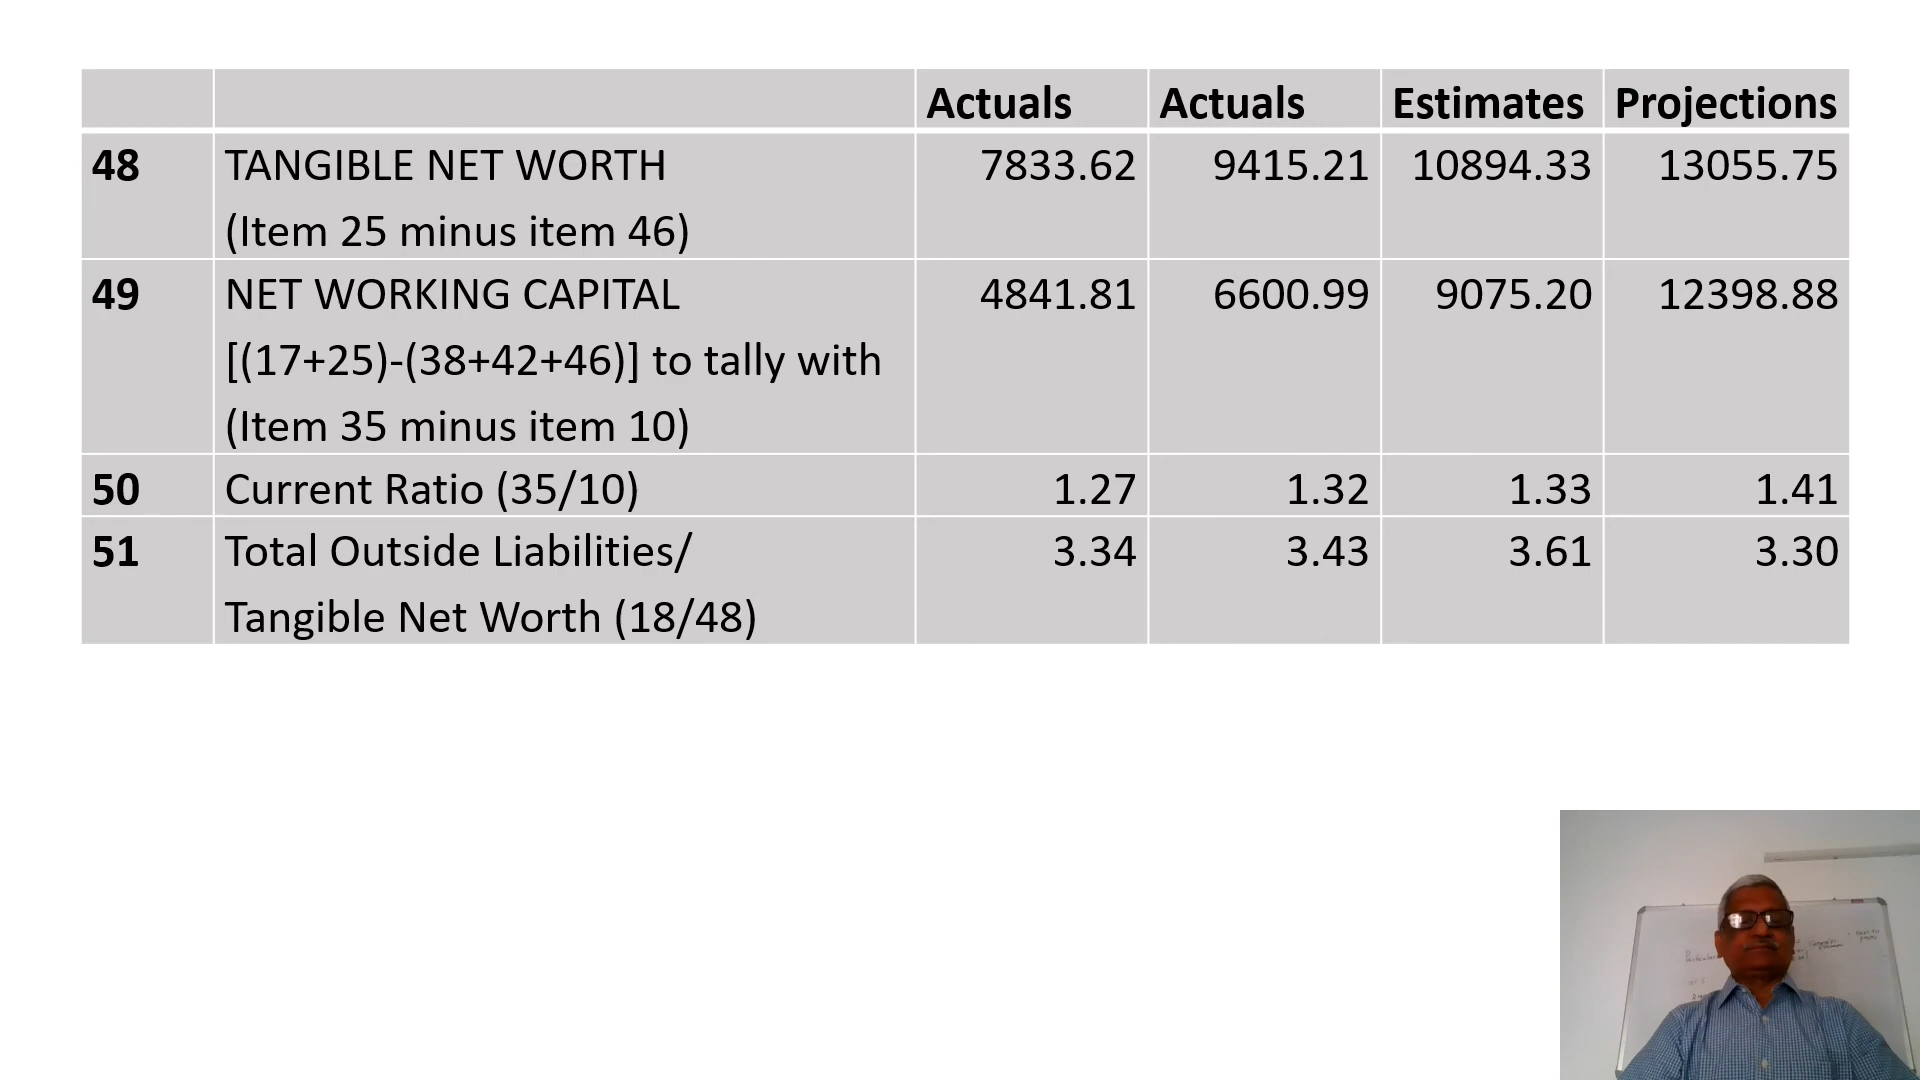 Actuals Actuals Estimates Projections
48 TANGIBLE NET WORTH 7833.62 9415.21 10894.33 13055.75
(Item 25 minus item 46)
49 NET WORKING CAPITAL 4841.81 6600.99 9075.20 12398.88
[(17+25)-(38+42+46)] to tally with
(Item 35 minus item 10)
50 Current Ratio (35/10) 1.27 1.32 1.33 1.41
51 Total Outside Liabilities/ 3.34 3.43 3.61 3.30
Tangible Net Worth (18/48)